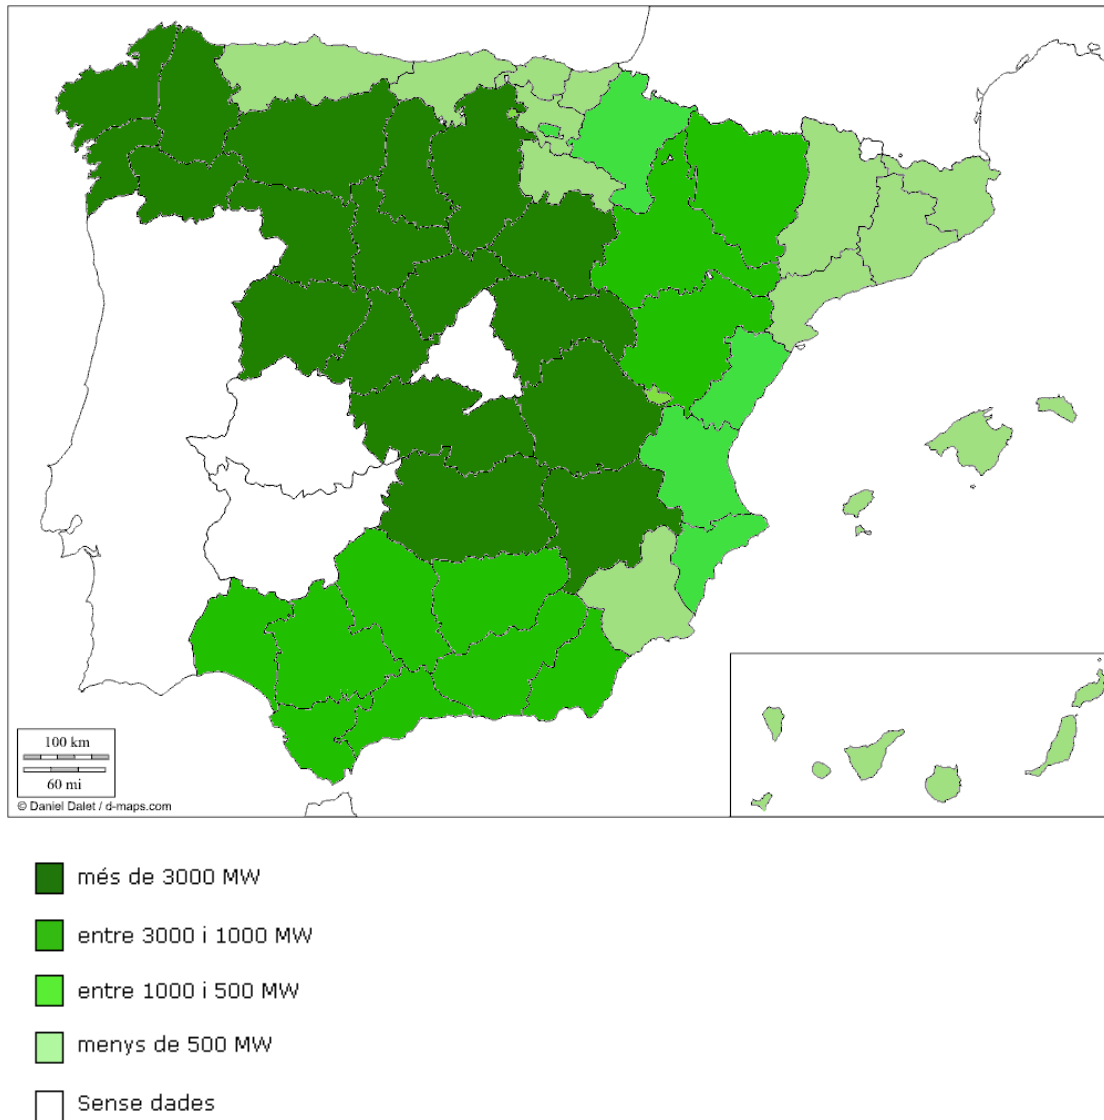 100 km
60 mi
© Daniel Dalet / d-maps.com
més de 3000 MW
entre 3000 i 1000 MW
entre 1000 i 500 MW
menys de 500 MW
Sense dades